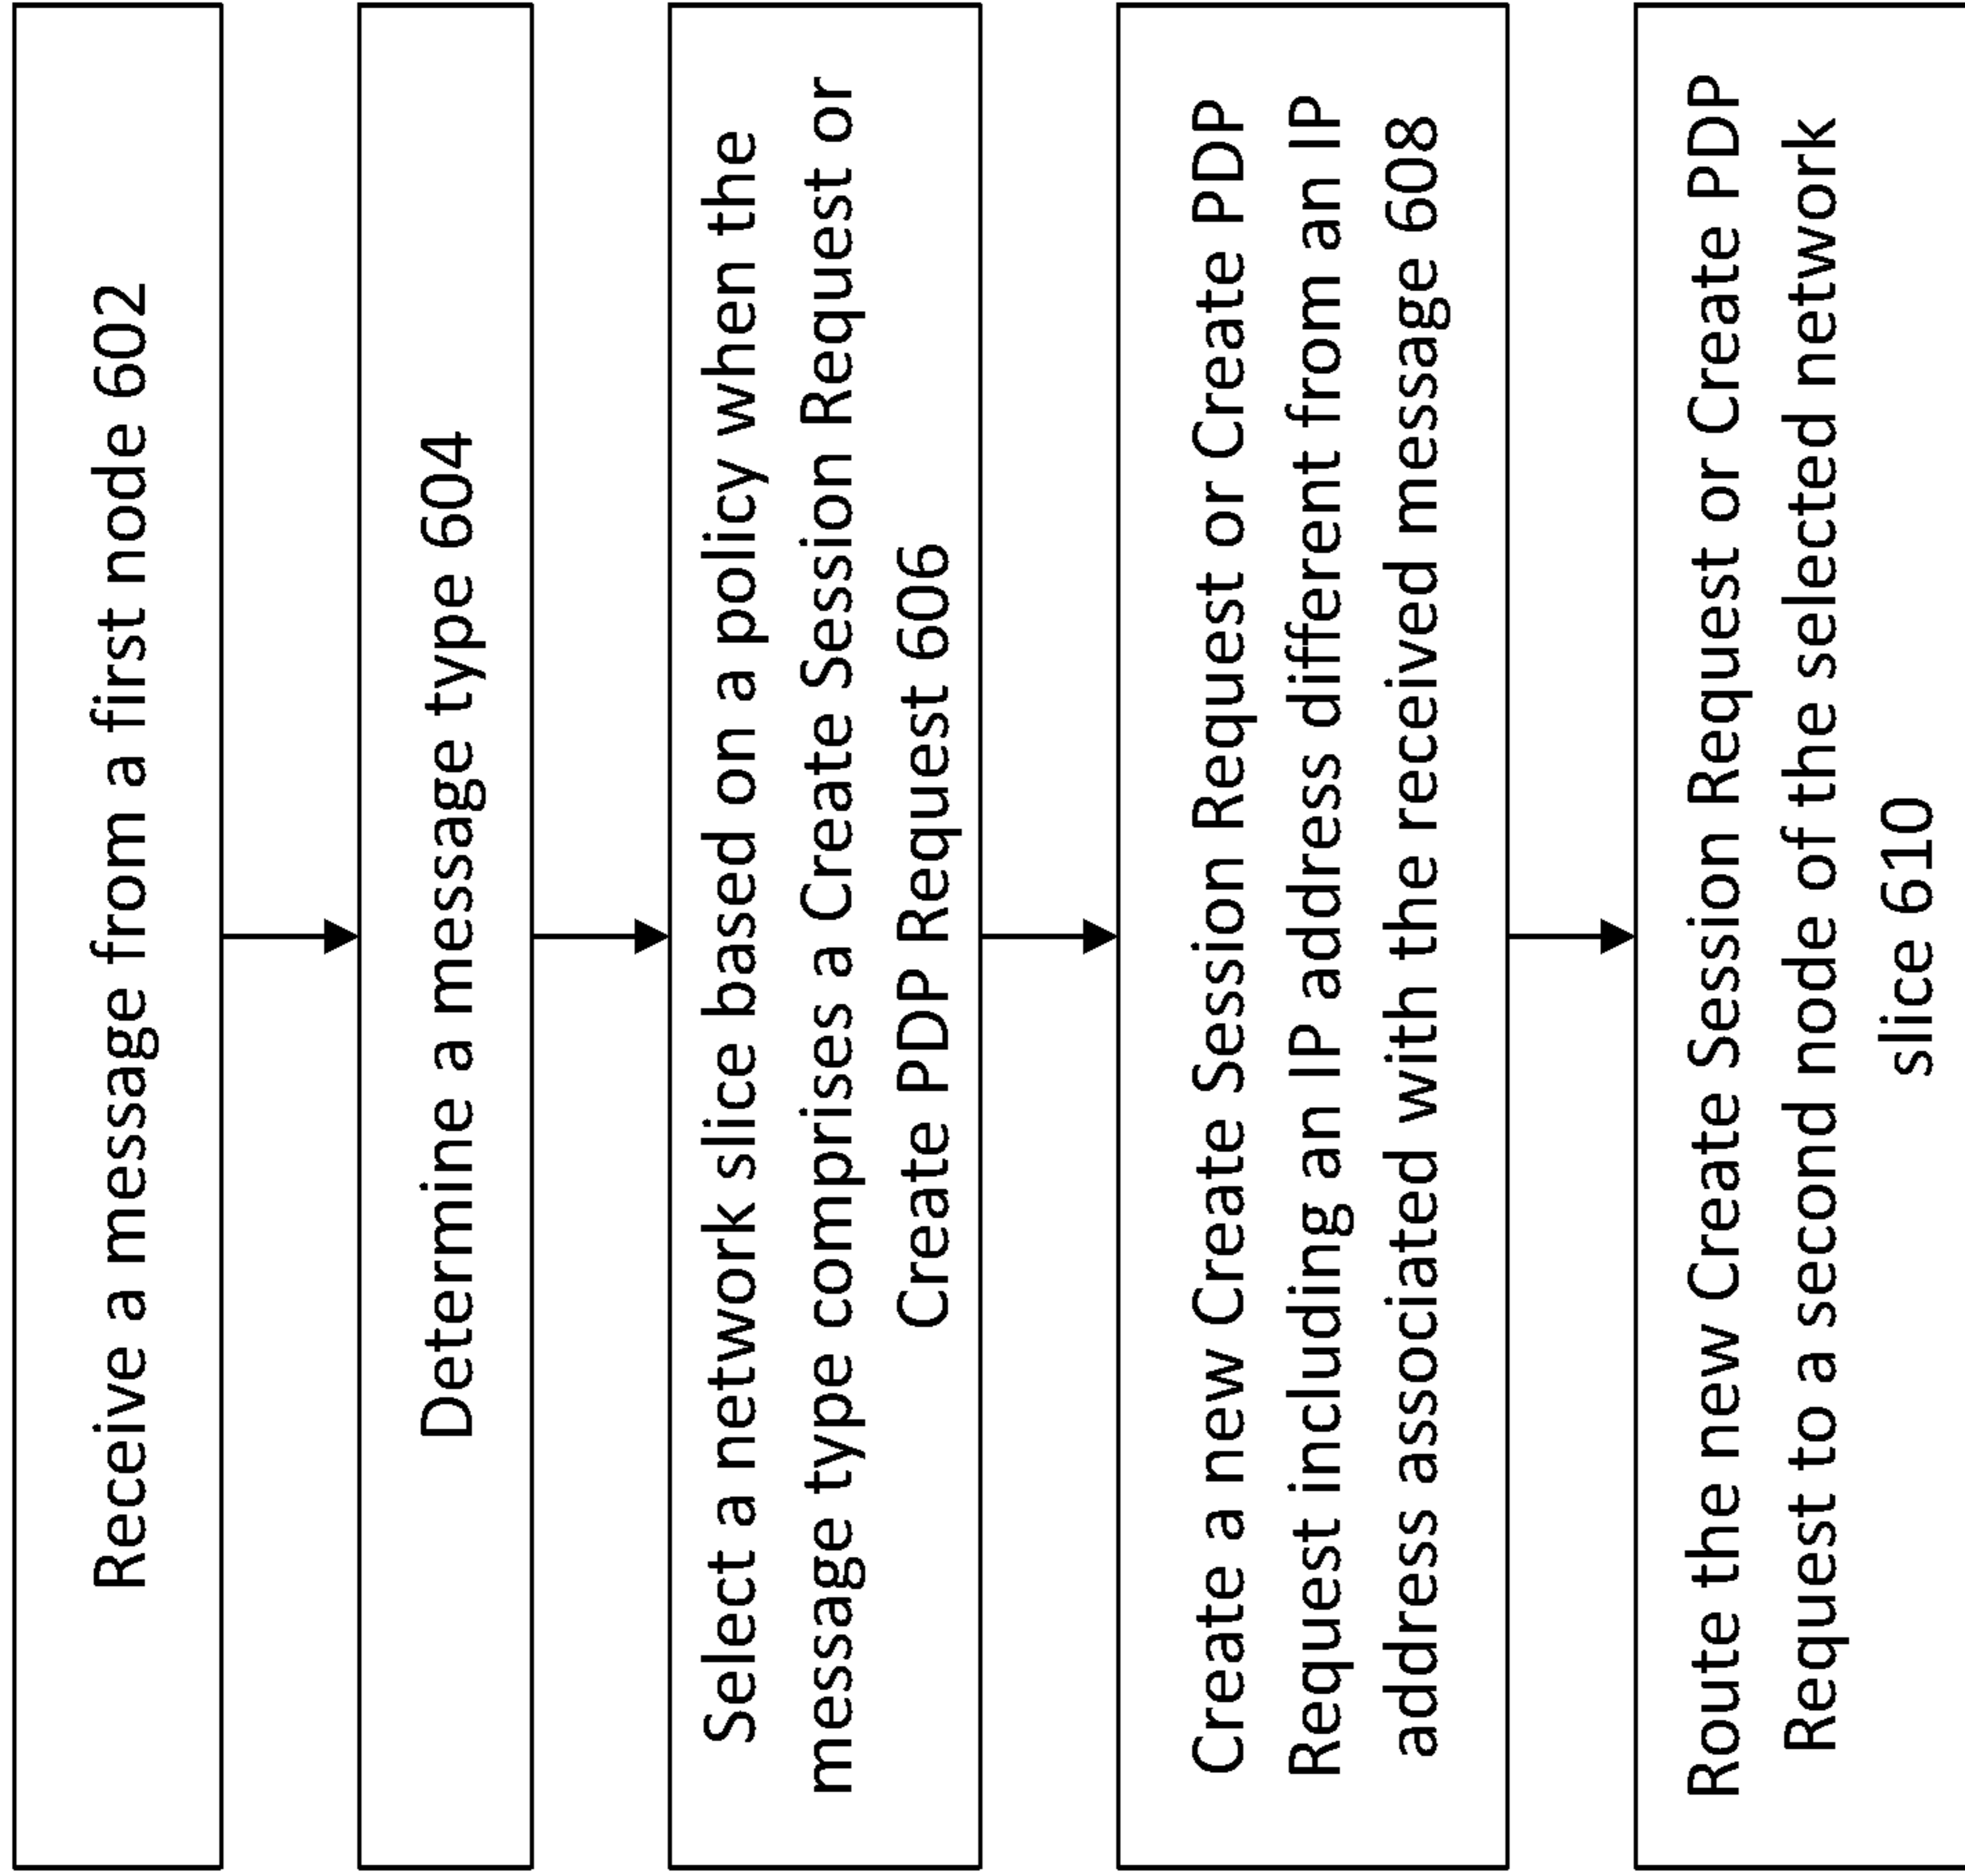 Receive a message from a first node 602
Determine a message type 604
Select a network slice based on a policy when the
message type comprises a Create Session Request or
Create PDP Request 606
Create a new Create Session Request or Create PDP
Request including an IP address different from an IP
address associated with the received message 608
Route the new Create Session Request or Create PDP
Request to a second node of the selected network
slice 610